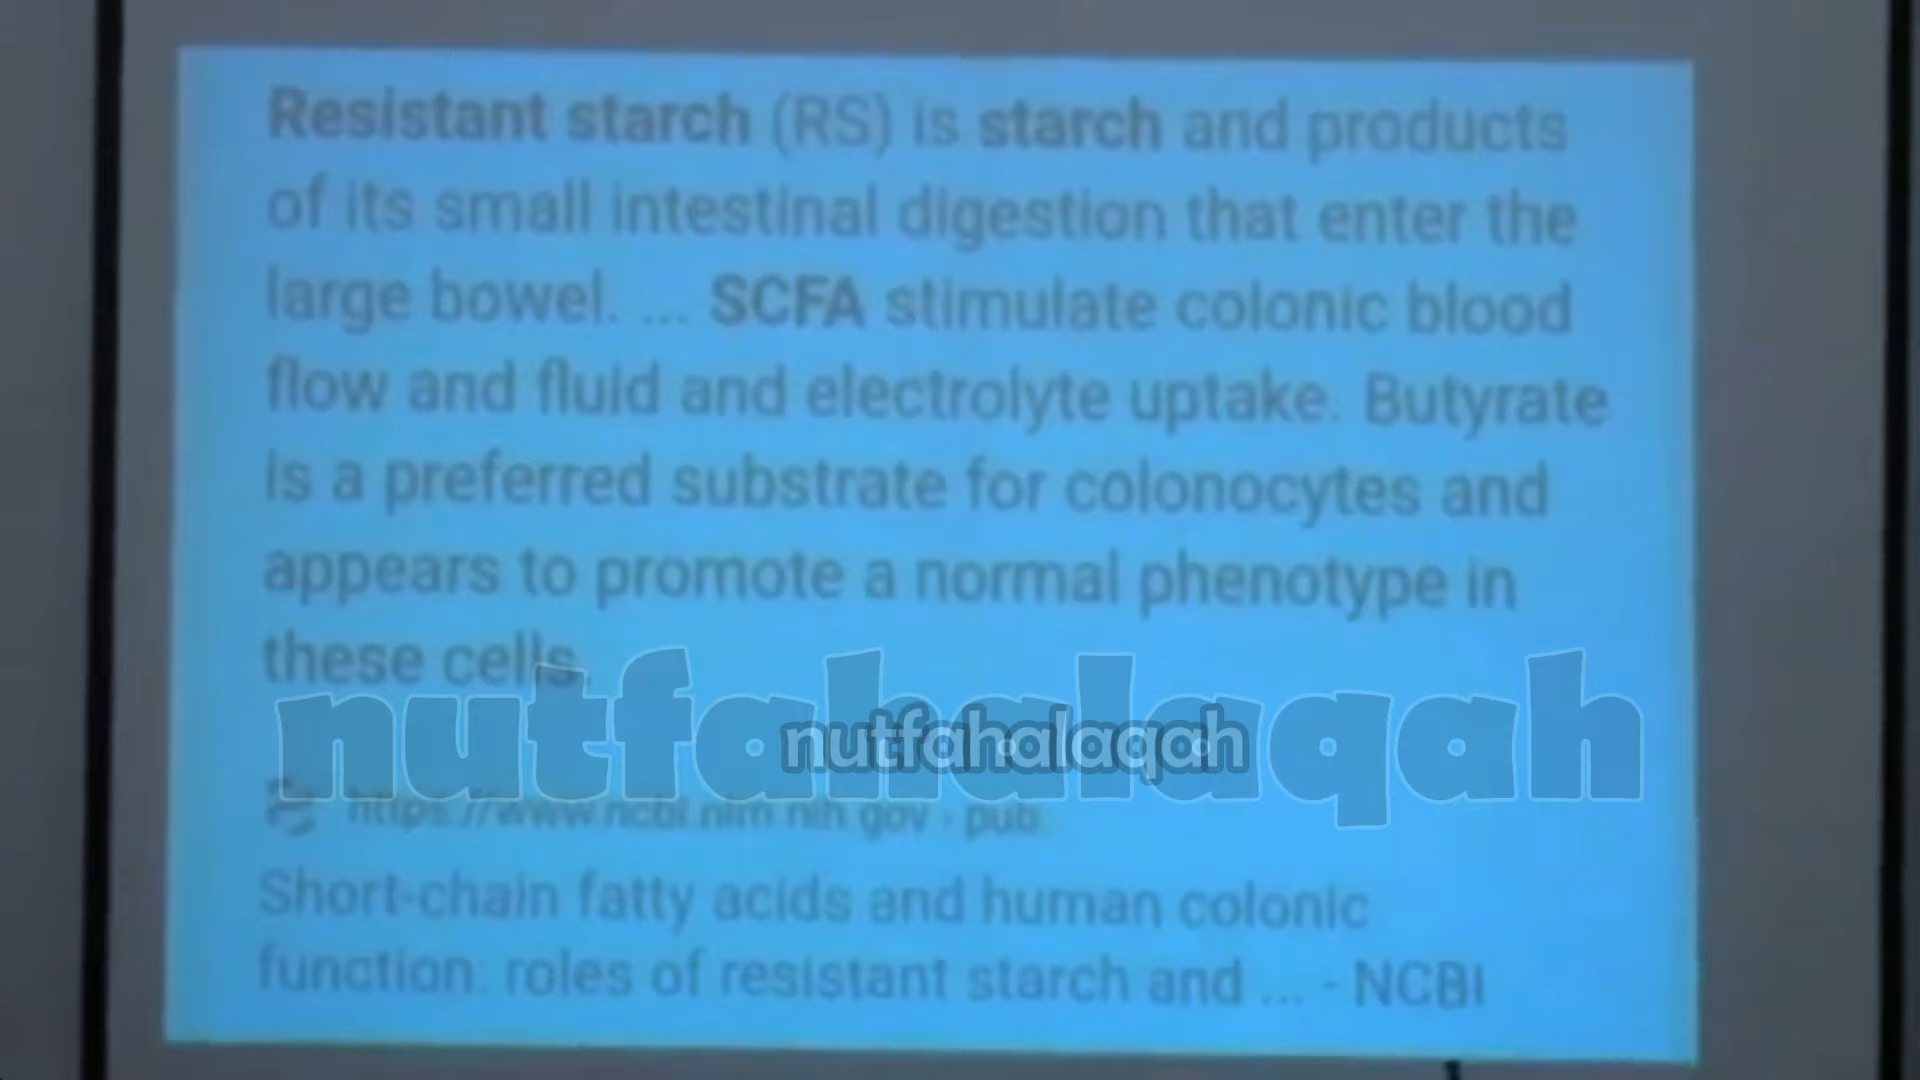 Resistant starch (RS) is starch and products
of its small intestinal digestion that enter the
large bowel. ... SCFA stimulate colonic blood
flow and fluid and electrolyte uptake. Butyrate
is a preferred substrate for colonocytes and
appears to promote a normal phenotype in
these cells.
nutfahalaqah
nutfahalaqah
https://www.ncbi.nlm.nih.gov › pub...
Short-chain fatty acids and human colonic
function: roles of resistant starch and ... - NCBI